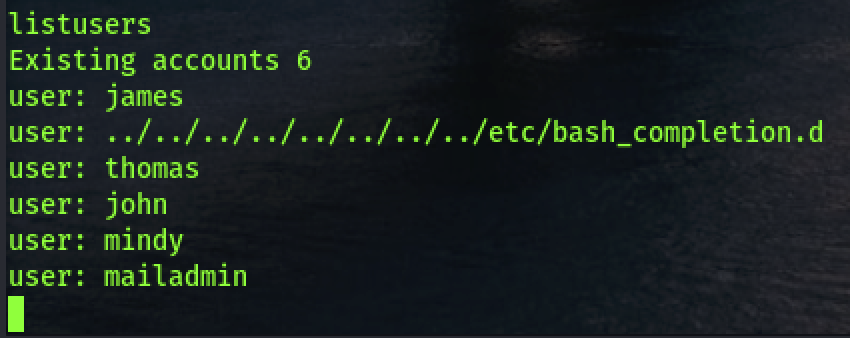 listusers
Existing accounts 6
user: james
user: ../../../../../../../../etc/bash_completion.d
user: thomas
user: john
user: mindy
user: mailadmin